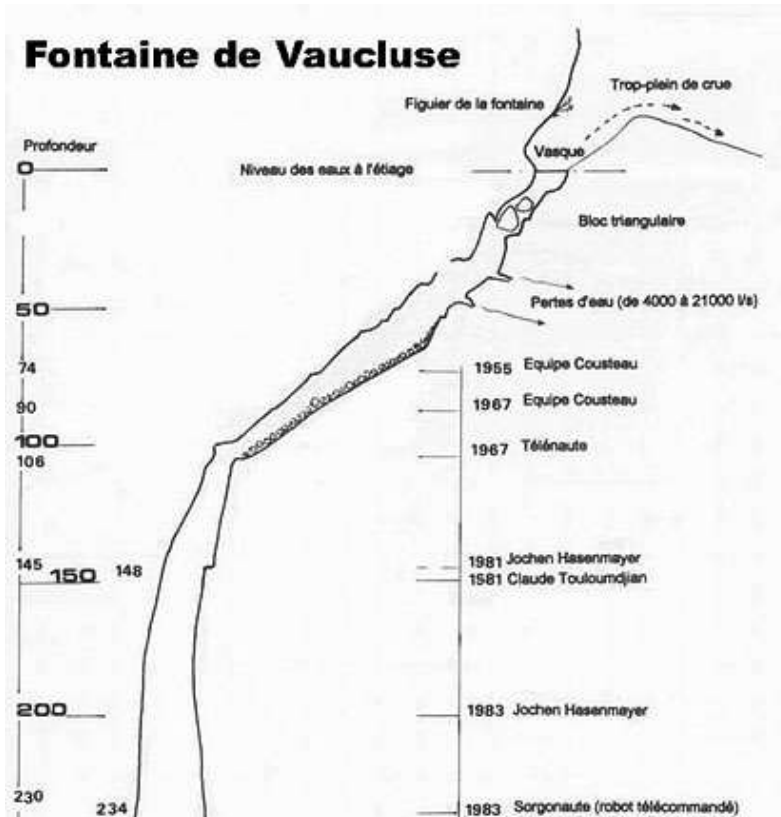 Fontaine de Vaucluse
Trop-plein de crue
Figuier de la fontaine
Profondeur
Vasque
0
Niveau des eaux à l'étiage
Bloc triangulaire
50
Pertes d'eau (de 4000 à 21000 l/s)
74
1955 Equipe Cousteau
90
1967 Equipe Cousteau
100
1967 Télénaute
106
145
1981 Jochen Hasenmayer
150 148
1581 Claude Touloumdjian
200
1983 Jochen Hasenmayer
230
234
1983 Sorgonaute (robot télécommandé)